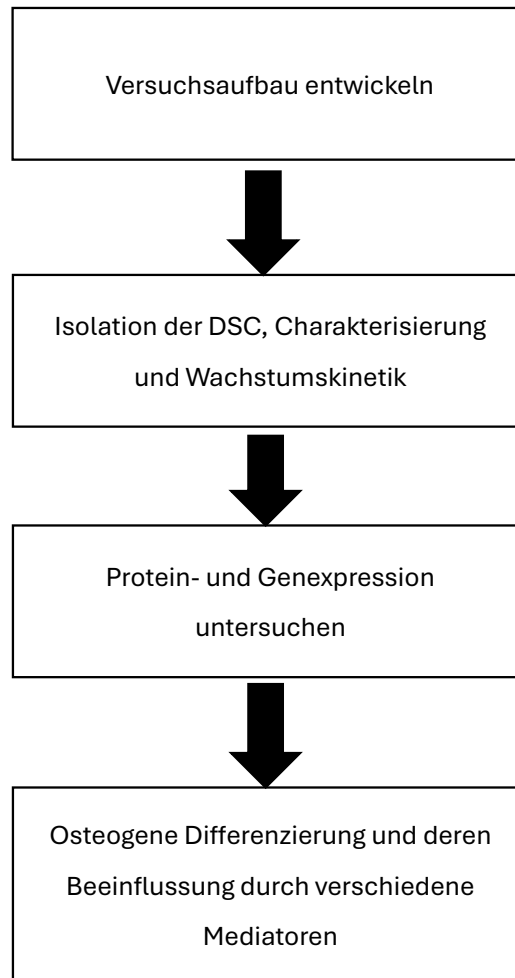 Versuchsaufbau entwickeln
Isolation der DSC, Charakterisierung
und Wachstumskinetik
Protein- und Genexpression
untersuchen
Osteogene Differenzierung und deren
Beeinflussung durch verschiedene
Mediatoren